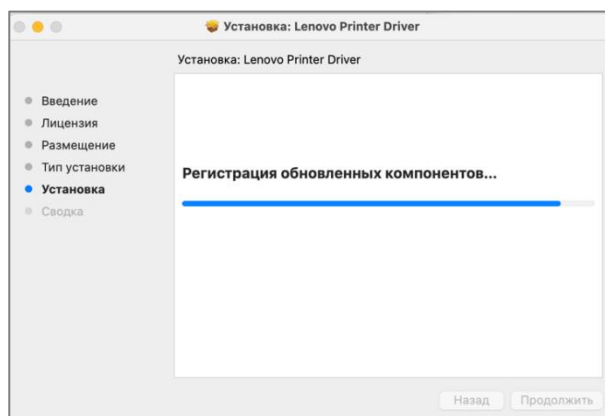 Установка: Lenovo Printer Driver
Установка: Lenovo Printer Driver
Введение
Лицензия
Размещение
Тип установки
Установка
Сводка
Регистрация обновленных компонентов...
Назад
Продолжить